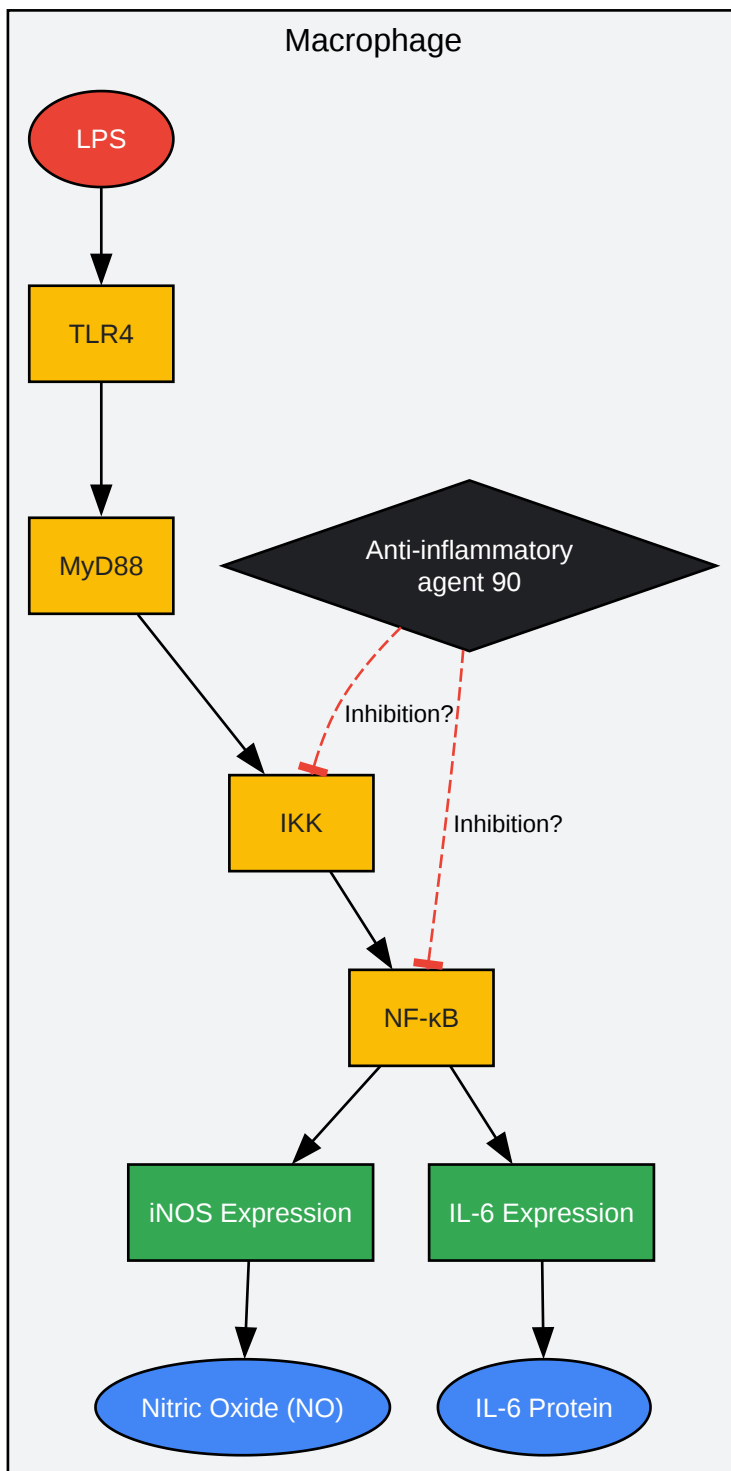 Macrophage
LPS
TLR4
MyD88
Anti-inflammatory
agent 90
Inhibition?
IKK
Inhibition?
NF-κB
iNOS Expression
IL-6 Expression
Nitric Oxide (NO)
IL-6 Protein